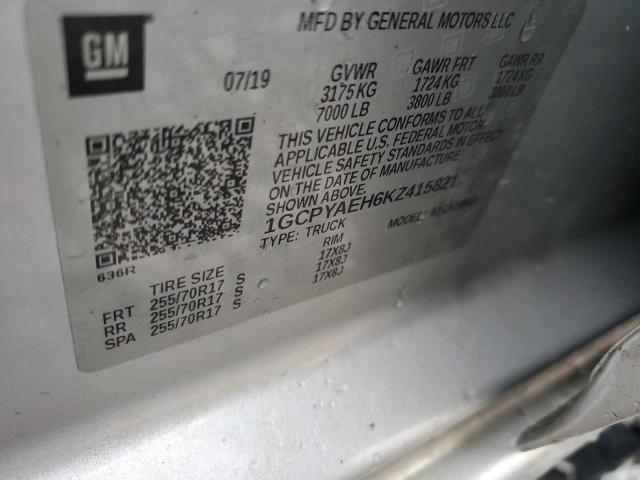 GM
MFD BY GENERAL MOTORS LLC
07/19
GVWR GAWR FRT GAWR RR
3175 KG 1724 KG 1724 KG
7000 LB 3800 LB 3800 LB
THIS VEHICLE CONFORMS TO ALL
APPLICABLE U.S. FEDERAL MOTOR
VEHICLE SAFETY STANDARDS IN EFFECT
ON THE DATE OF MANUFACTURE
SHOWN ABOVE.
1GCPYAEH6KZ415821
TYPE: TRUCK MODEL:
636R
TIRE SIZE RIM
FRT 255/70R17 S 17X8J
RR 255/70R17 S 17X8J
SPA 255/70R17 S 17X8J